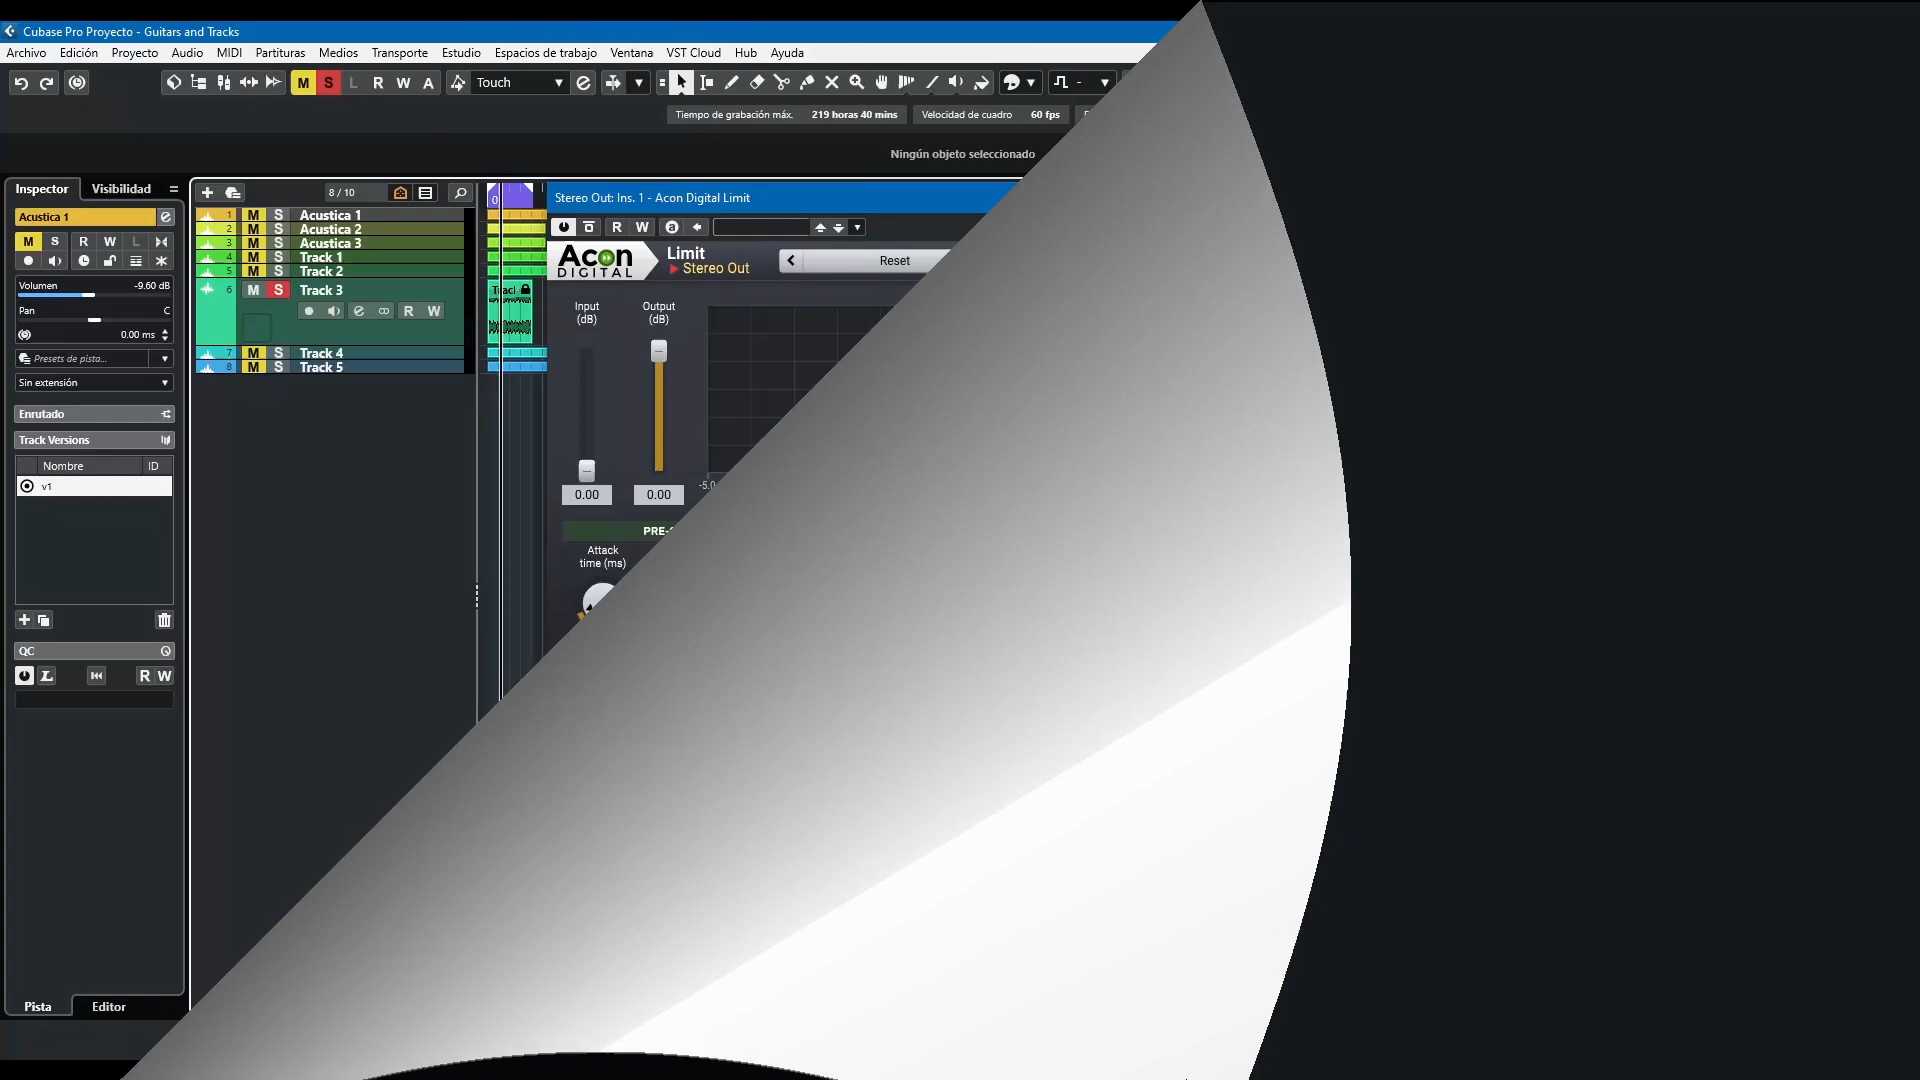 Cubase Pro Proyecto - Guitars and Tracks
Archivo Edición Proyecto Audio MIDI Partituras Medios Transporte Estudio Espacios de trabajo Ventana VST Cloud Hub Ayuda
M S L R W A Touch -
Tiempo de grabación máx. 219 horas 40 mins Velocidad de cuadro 60 fps
Ningún objeto seleccionado
Inspector Visibilidad
8 / 10
0
Stereo Out: Ins. 1 - Acon Digital Limit
Acustica 1
M S R W L
Volumen -9.60 dB
Pan C
0.00 ms
Presets de pista...
Sin extensión
Enrutado
Track Versions
Nombre ID
v1
QC
R W
Pista Editor
1 M S Acustica 1
2 M S Acustica 2
3 M S Acustica 3
4 M S Track 1
5 M S Track 2
6 M S Track 3
R W
7 M S Track 4
8 M S Track 5
R W
Acon DIGITAL
Limit
Stereo Out
Reset
Input (dB)
Output (dB)
0.00 0.00
-5.0
Attack
time (ms)